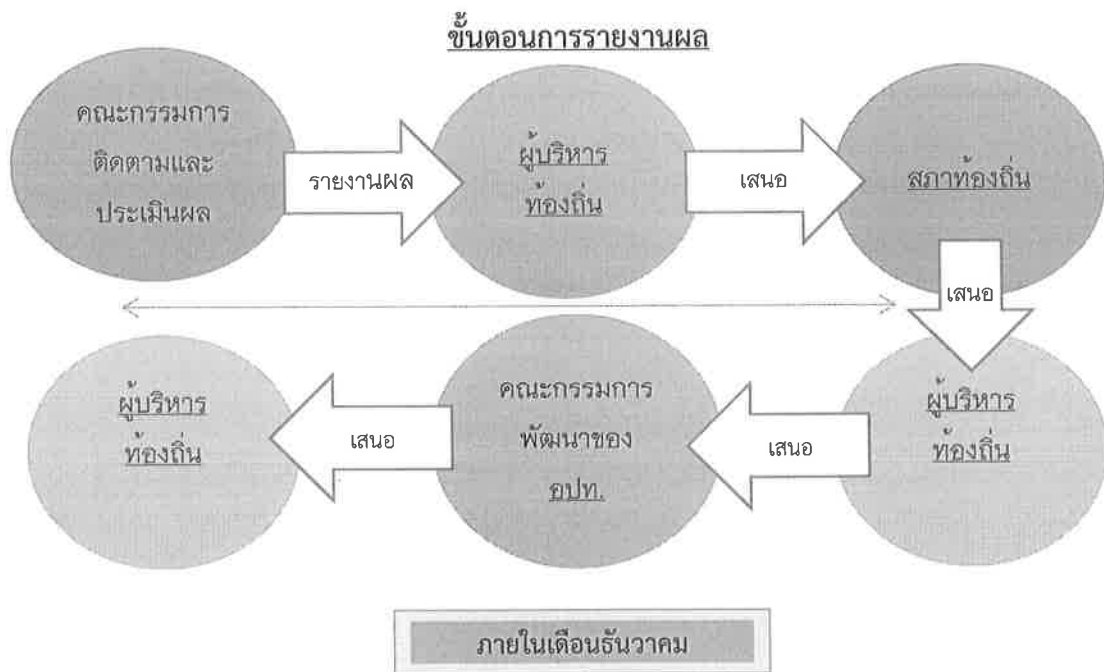 ขั้นตอนการรายงานผล
คณะกรรมการ
ติดตามและ
ประเมินผล
รายงานผล
ผู้บริหาร
ท้องถิ่น
เสนอ
สภาท้องถิ่น
เสนอ
ผู้บริหาร
ท้องถิ่น
เสนอ
คณะกรรมการ
พัฒนาของ
อปท.
เสนอ
ผู้บริหาร
ท้องถิ่น
ภายในเดือนธันวาคม